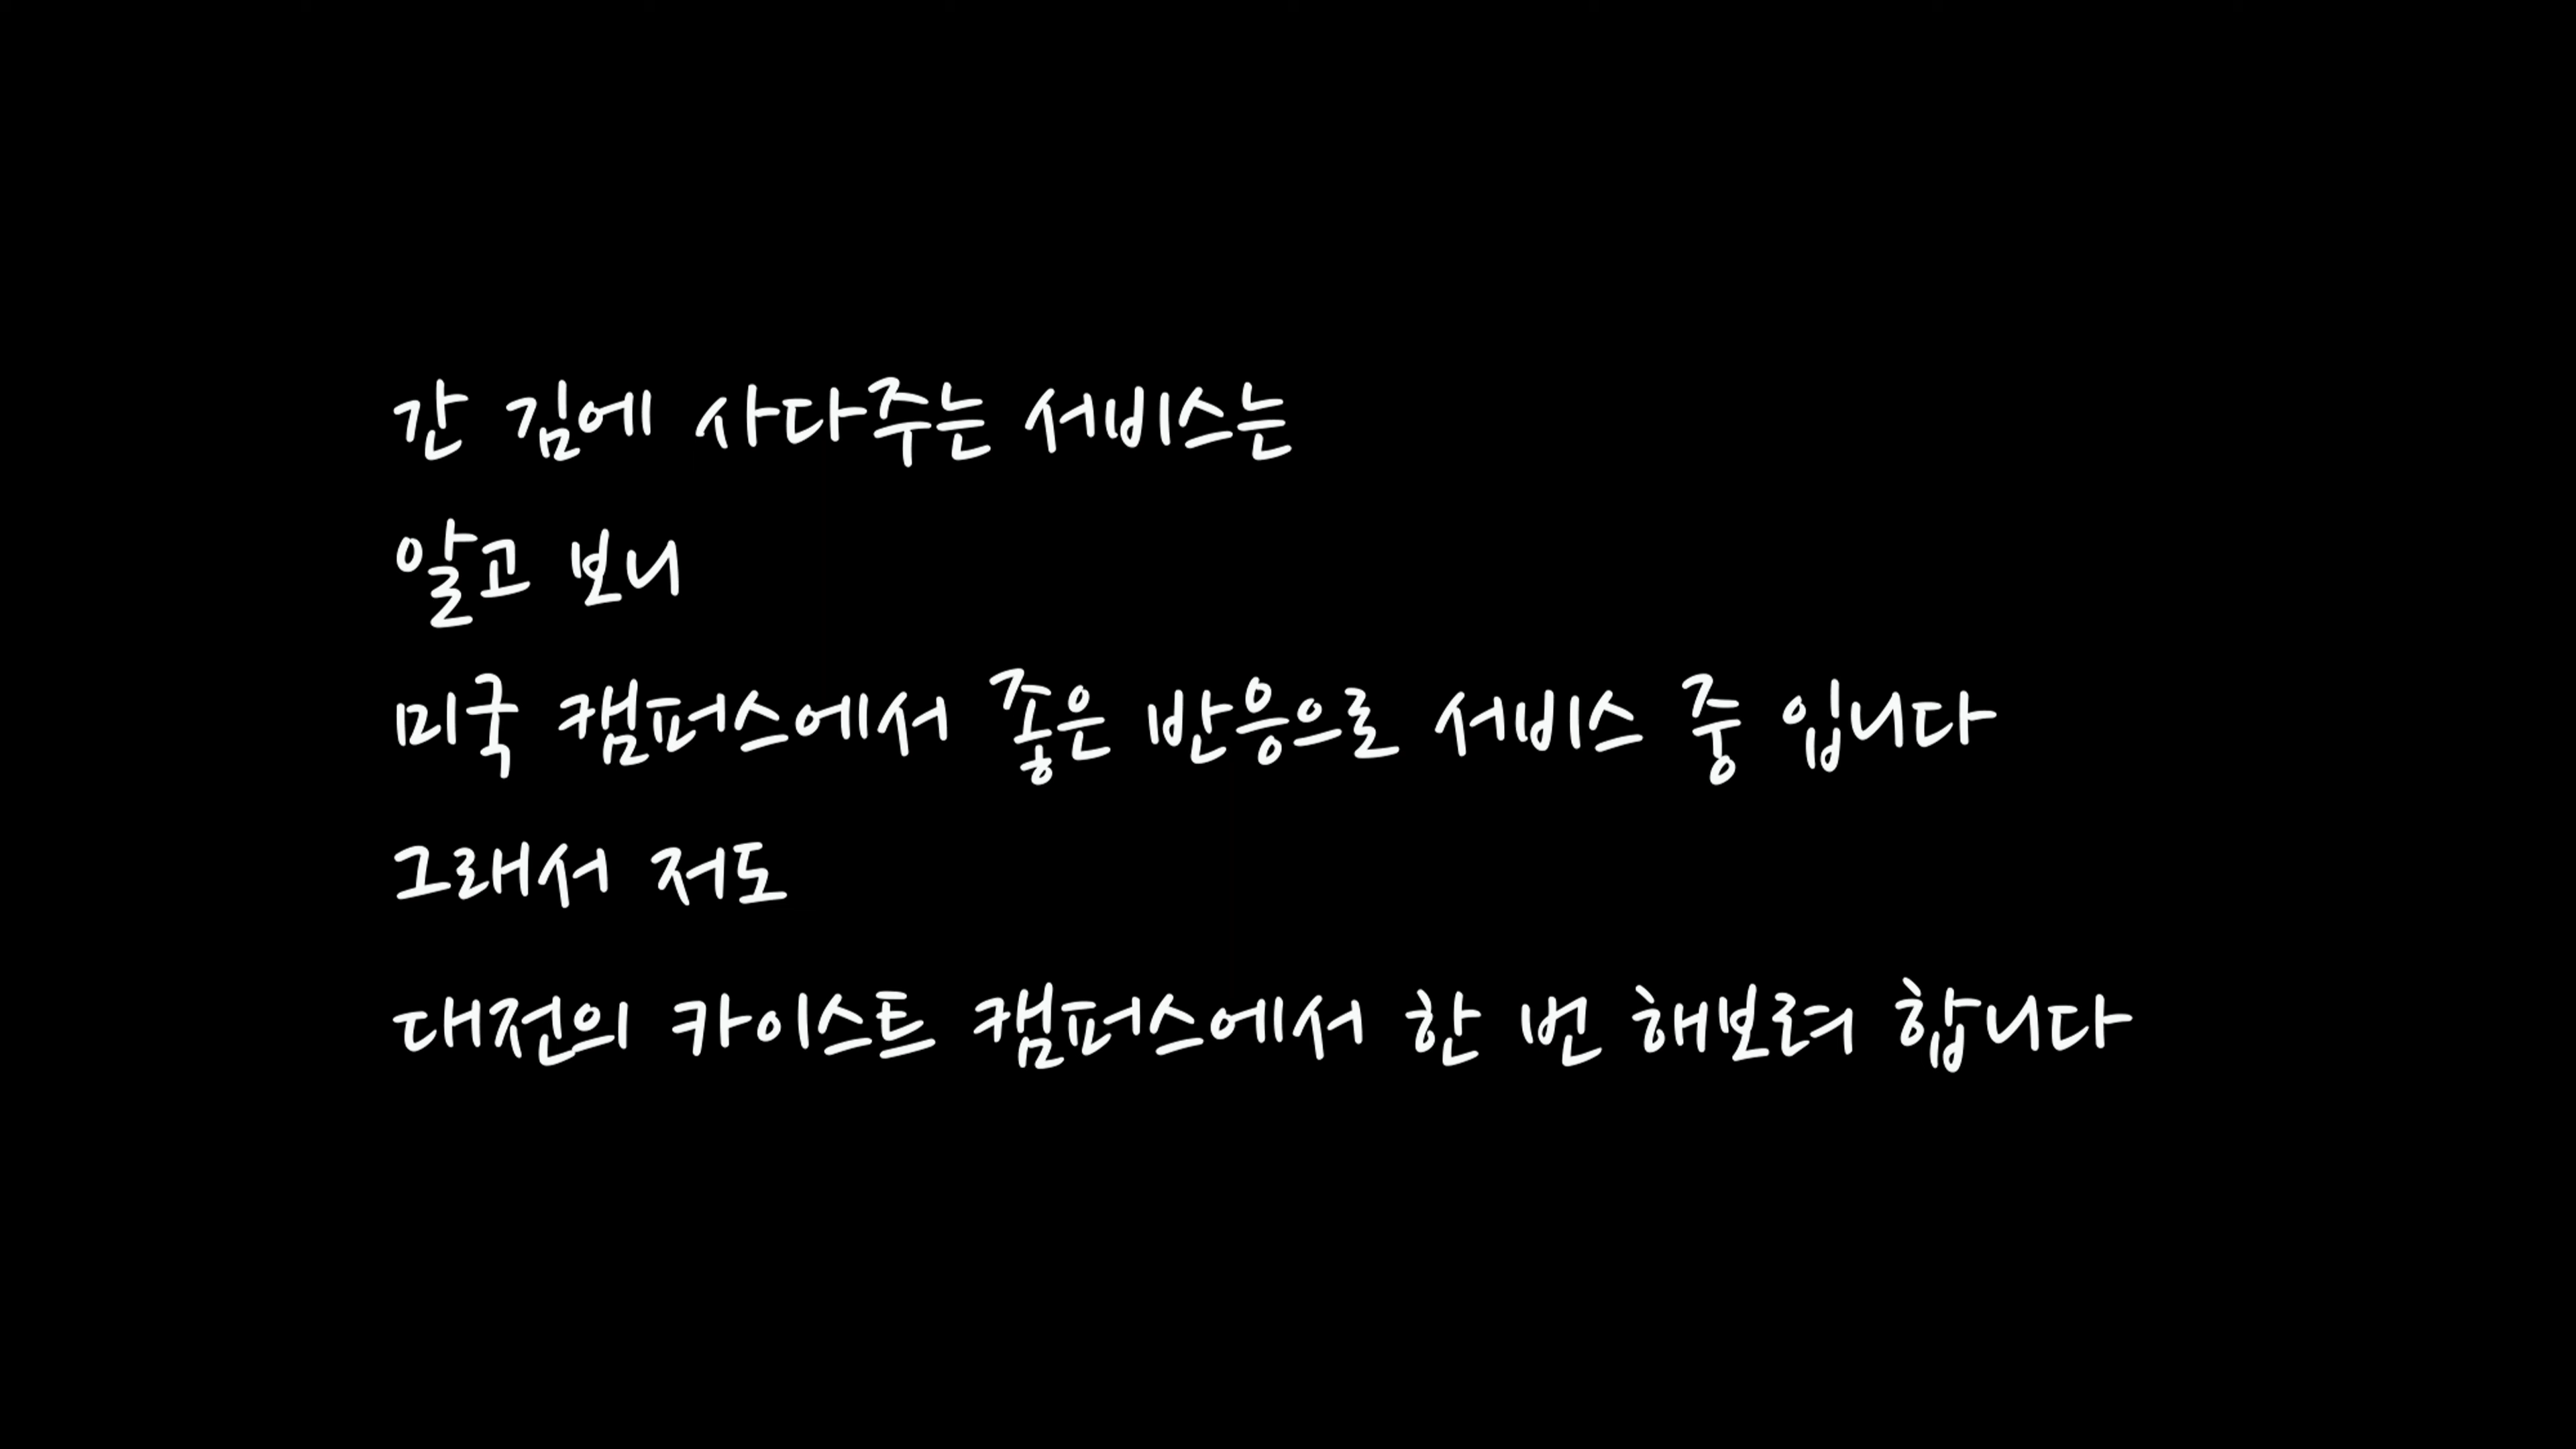 간 김에 사다주는 서비스는
알고 보니
미국 캠퍼스에서 좋은 반응으로 서비스 중 입니다
그래서 저도
대전의 카이스트 캠퍼스에서 한 번 해보려 합니다